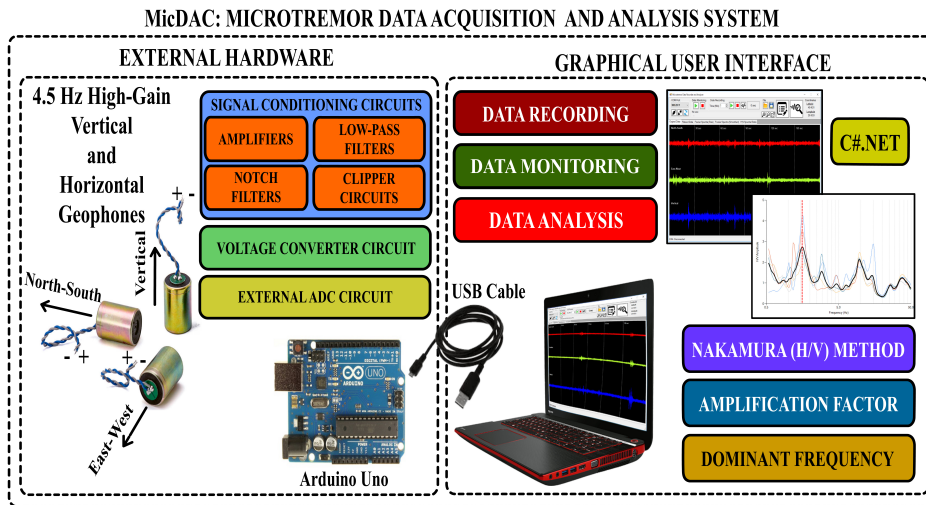 MicDAC: MICROTREMOR DATA ACQUISITION AND ANALYSIS SYSTEM
EXTERNAL HARDWARE
4.5 Hz High-Gain
Vertical
and
Horizontal
Geophones
SIGNAL CONDITIONING CIRCUITS
AMPLIFIERS
LOW-PASS
FILTERS
NOTCH
FILTERS
CLIPPER
CIRCUITS
VOLTAGE CONVERTER CIRCUIT
EXTERNAL ADC CIRCUIT
+ -
Vertical
North-South
- +
+ -
East-West
ARDUINO
UNO
ARDUINO
Arduino Uno
GRAPHICAL USER INTERFACE
DATA RECORDING
DATA MONITORING
DATA ANALYSIS
C#.NET
USB Cable
Frequency (Hz)
NAKAMURA (H/V) METHOD
AMPLIFICATION FACTOR
DOMINANT FREQUENCY